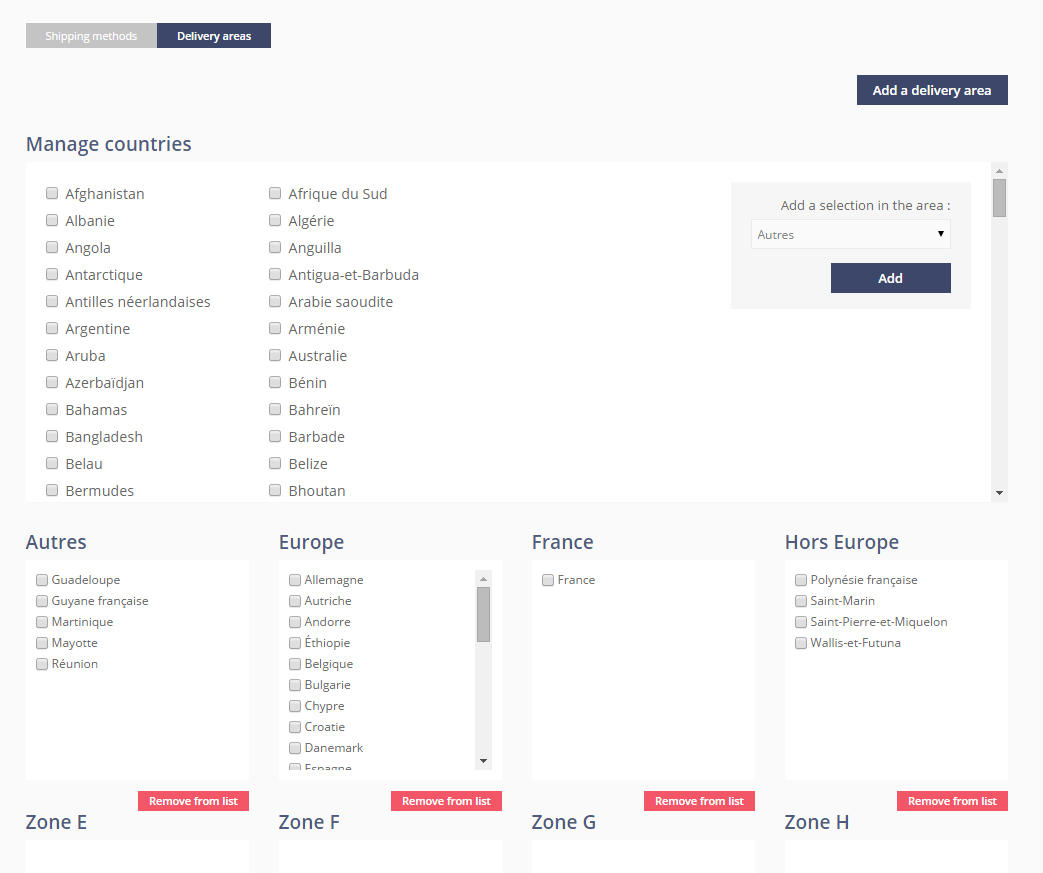 Shipping methods Delivery areas
Add a delivery area
Manage countries
Afghanistan Afrique du Sud Add a selection in the area :
Albanie Algérie Autres
Angola Anguilla
Antarctique Antigua-et-Barbuda Add
Antilles néerlandaises Arabie saoudite
Argentine Arménie
Aruba Australie
Azerbaïdjan Bénin
Bahamas Bahreïn
Bangladesh Barbade
Belau Belize
Bermudes Bhoutan
Autres Europe France Hors Europe
Guadeloupe Allemagne France Polynésie française
Guyane française Autriche Saint-Marin
Martinique Andorre Saint-Pierre-et-Miquelon
Mayotte Éthiopie Wallis-et-Futuna
Réunion Belgique
Bulgarie
Chypre
Croatie
Danemark
Espagne
Remove from list Remove from list Remove from list Remove from list
Zone E Zone F Zone G Zone H